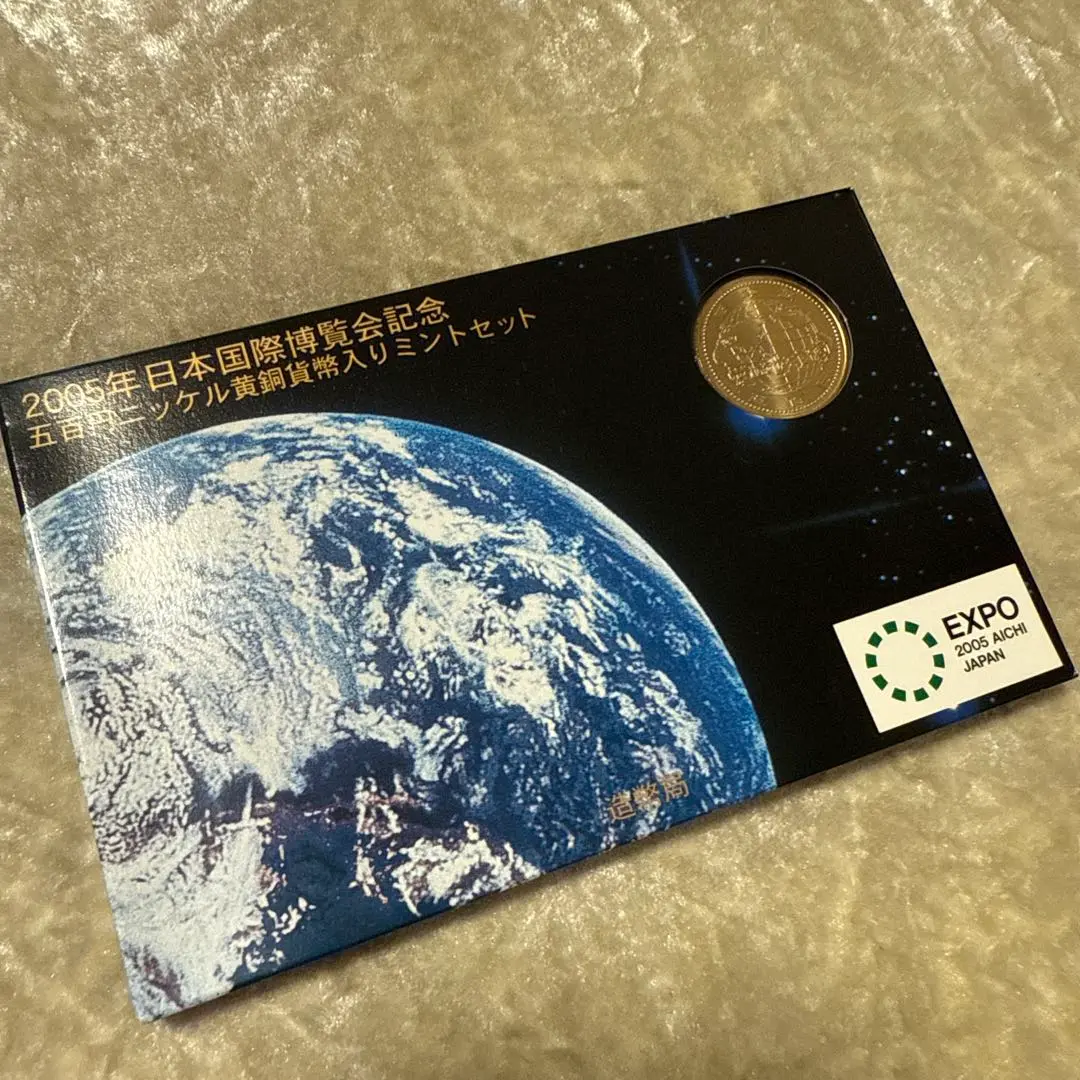 2005年日本国際博覧会記念
五百円ニッケル黄銅貨幣入りミントセット
EXPO
2005 AICHI
JAPAN
造幣局